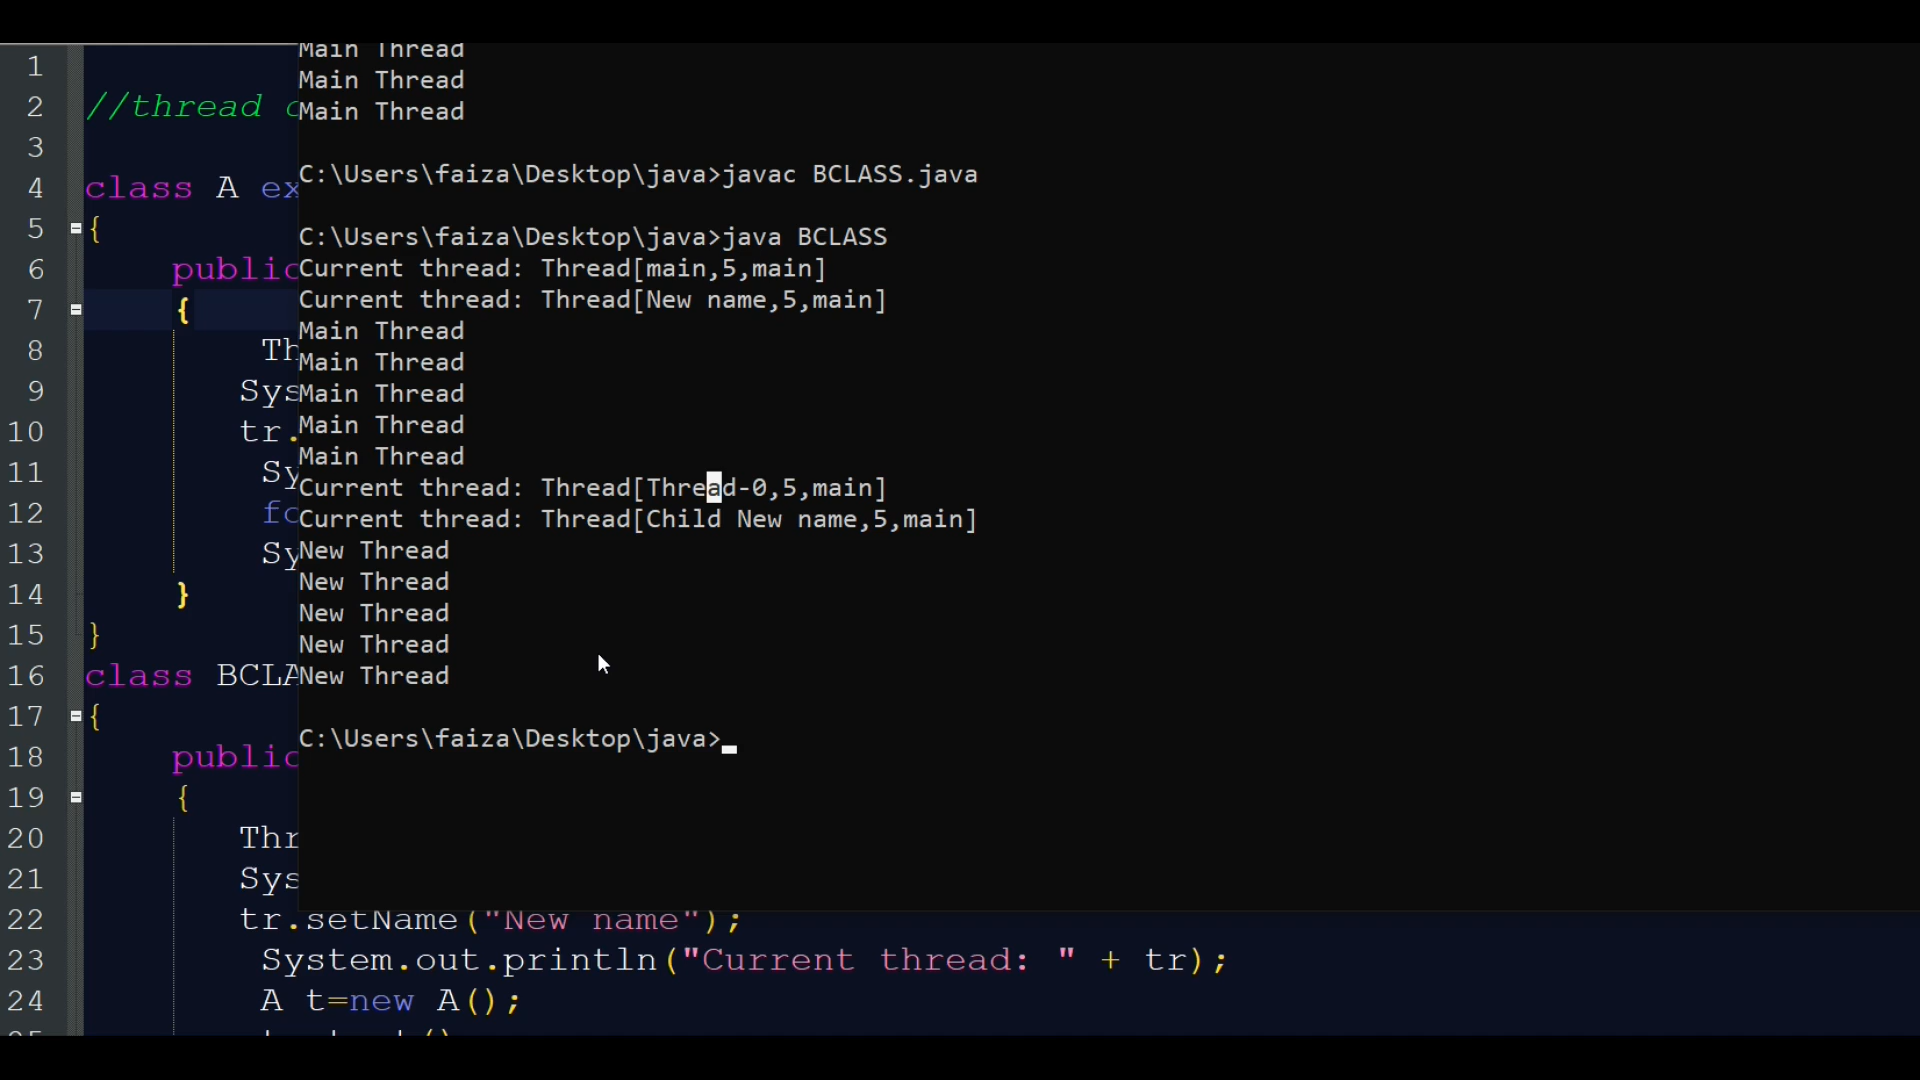 Main Thread
Main Thread
Main Thread
C:\Users\faiza\Desktop\java>javac BCLASS.java
C:\Users\faiza\Desktop\java>java BCLASS
Current thread: Thread[main,5,main]
Current thread: Thread[New name,5,main]
Main Thread
Main Thread
Main Thread
Main Thread
Main Thread
Current thread: Thread[Thread-0,5,main]
Current thread: Thread[Child New name,5,main]
New Thread
New Thread
New Thread
New Thread
New Thread
C:\Users\faiza\Desktop\java>
1
2 //thread
3
4 class A ex
5 {
6 public
7 {
8 Th
9 Sys
10 tr.
11 Sy
12 fo
13 Sy
14 }
15 }
16 class BCLA
17 {
18 public
19 {
20 Thr
21 Sys
22 tr.setName("New name");
23 System.out.println("Current thread: " + tr);
24 A t=new A();